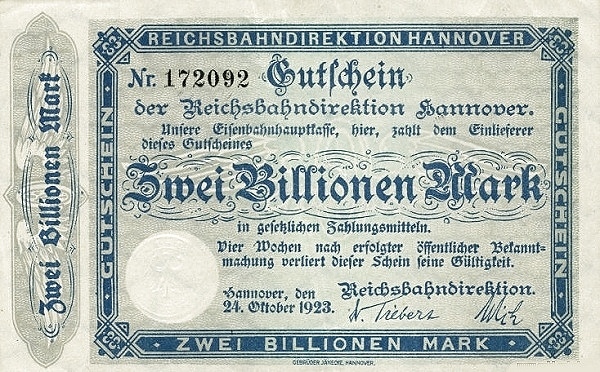 REICHSBAHNDIREKTION HANNOVER
Nr. 172092 Gutschein
der Reichsbahndirektion Hannover.
Unsere Eisenbahnhauptkasse, hier, zahlt dem Einlieferer
dieses Gutscheines
Zwei Billionen Mark
in gesetzlichen Zahlungsmitteln.
Vier Wochen nach erfolgter öffentlicher Bekannt-
machung verliert dieser Schein seine Gültigkeit.
Hannover, den
24. Oktober 1923.
Reichsbahndirektion.
ZWEI BILLIONEN MARK
GUTSCHEIN
GUTSCHEIN
Zwei Billionen Mark
GEBRÜDER JÄNECKE, HANNOVER.